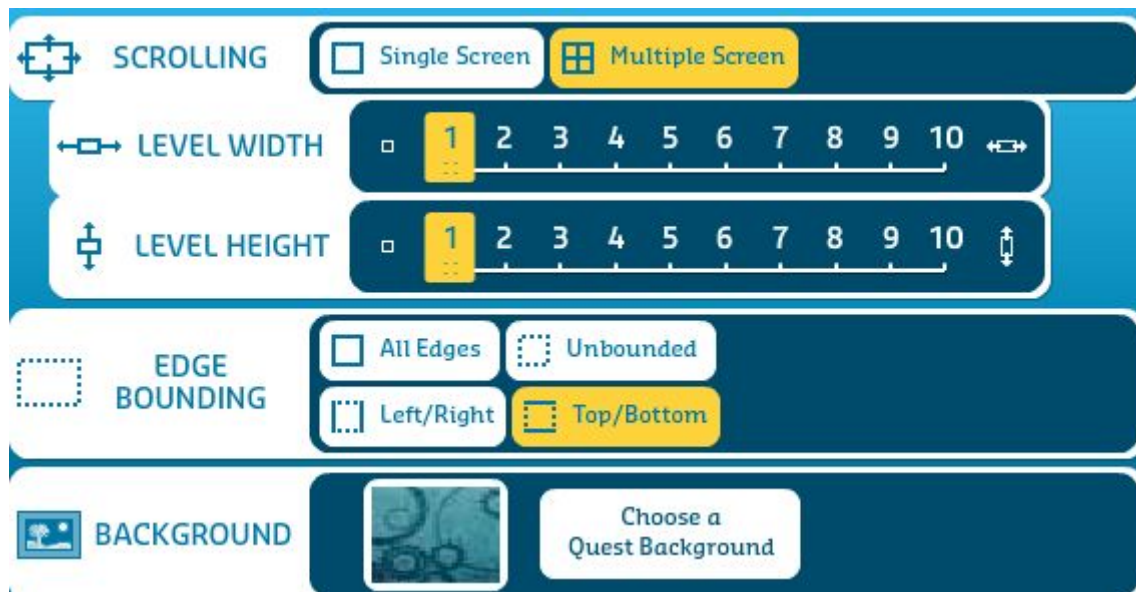 SCROLLING
Single Screen
Multiple Screen
LEVEL WIDTH
1 2 3 4 5 6 7 8 9 10
LEVEL HEIGHT
1 2 3 4 5 6 7 8 9 10
EDGE
BOUNDING
All Edges
Unbounded
Left/Right
Top/Bottom
BACKGROUND
Choose a
Quest Background